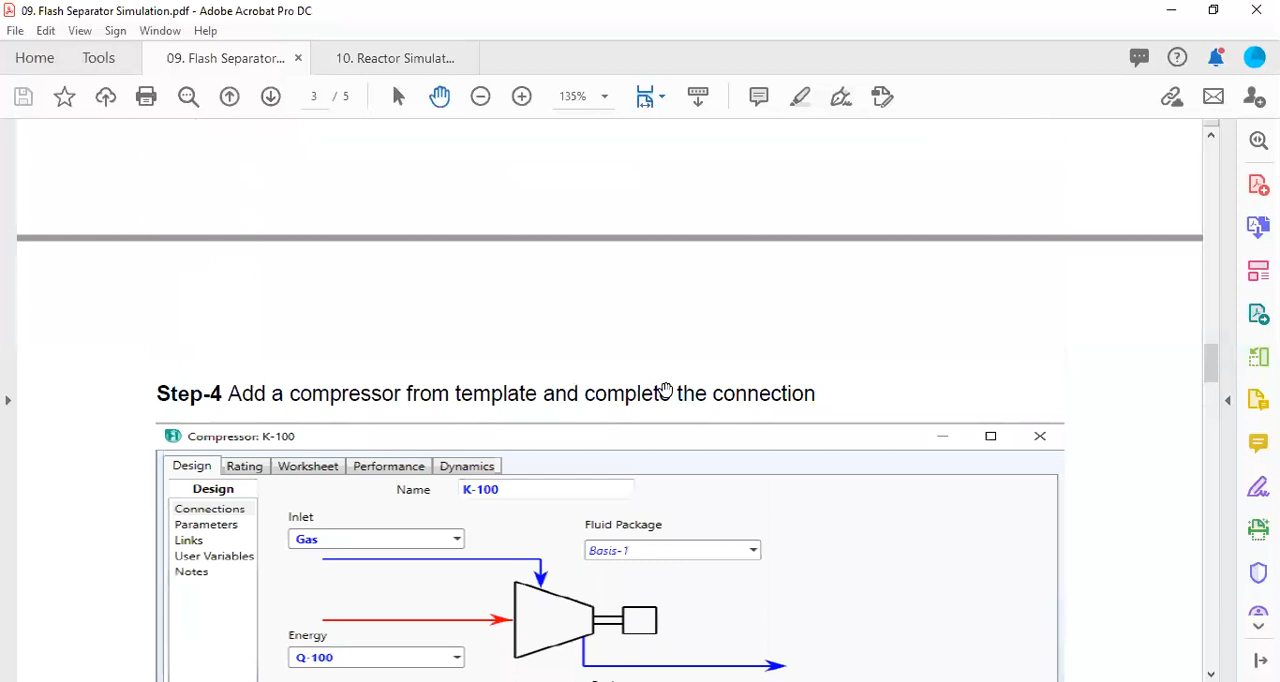 09. Flash Separator Simulation.pdf - Adobe Acrobat Pro DC
File Edit View Sign Window Help
Home Tools 09. Flash Separator... × 10. Reactor Simulat...
3 / 5 135%
Step-4 Add a compressor from template and complete the connection
Compressor: K-100
Design Rating Worksheet Performance Dynamics
Design
Connections
Parameters
Links
User Variables
Notes
Name K-100
Inlet
Gas
Fluid Package
Basis-1
Energy
Q-100